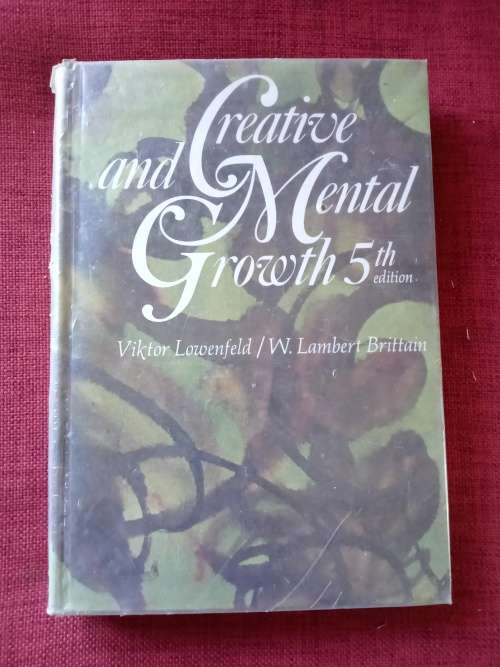 Creative
and Mental
Growth 5th
edition
Viktor Lowenfeld / W. Lambert Brittain